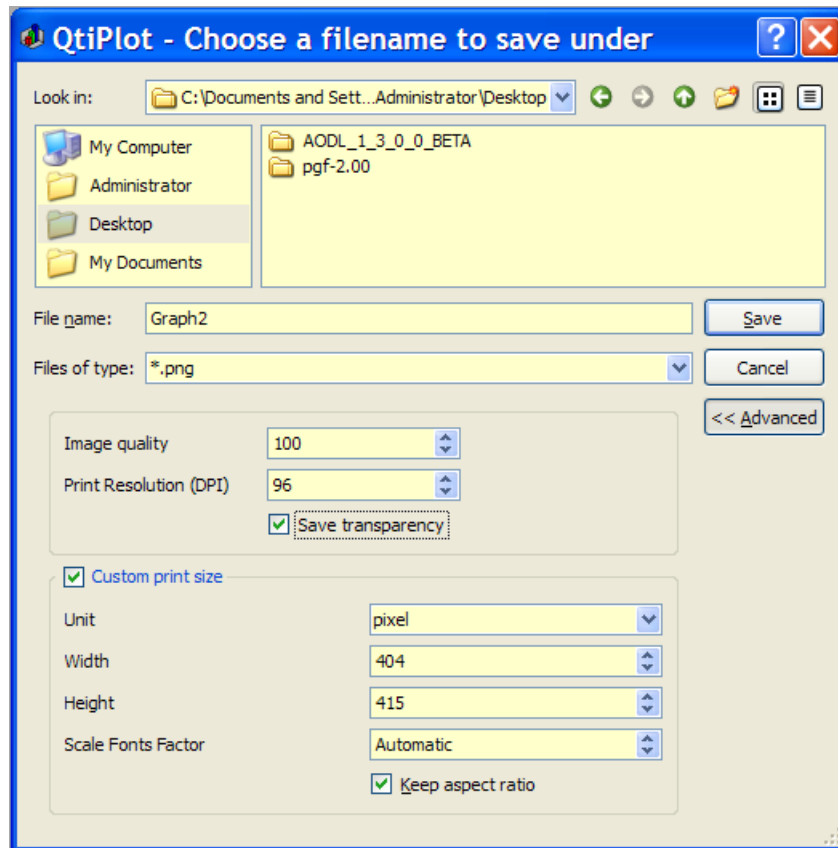 QtiPlot - Choose a filename to save under
Look in: C:\Documents and Sett...Administrator\Desktop
My Computer
Administrator
Desktop
My Documents
AODL_1_3_0_0_BETA
pgf-2.00
File name: Graph2 Save
Files of type: *.png Cancel
<< Advanced
Image quality 100
Print Resolution (DPI) 96
Save transparency
Custom print size
Unit pixel
Width 404
Height 415
Scale Fonts Factor Automatic
Keep aspect ratio